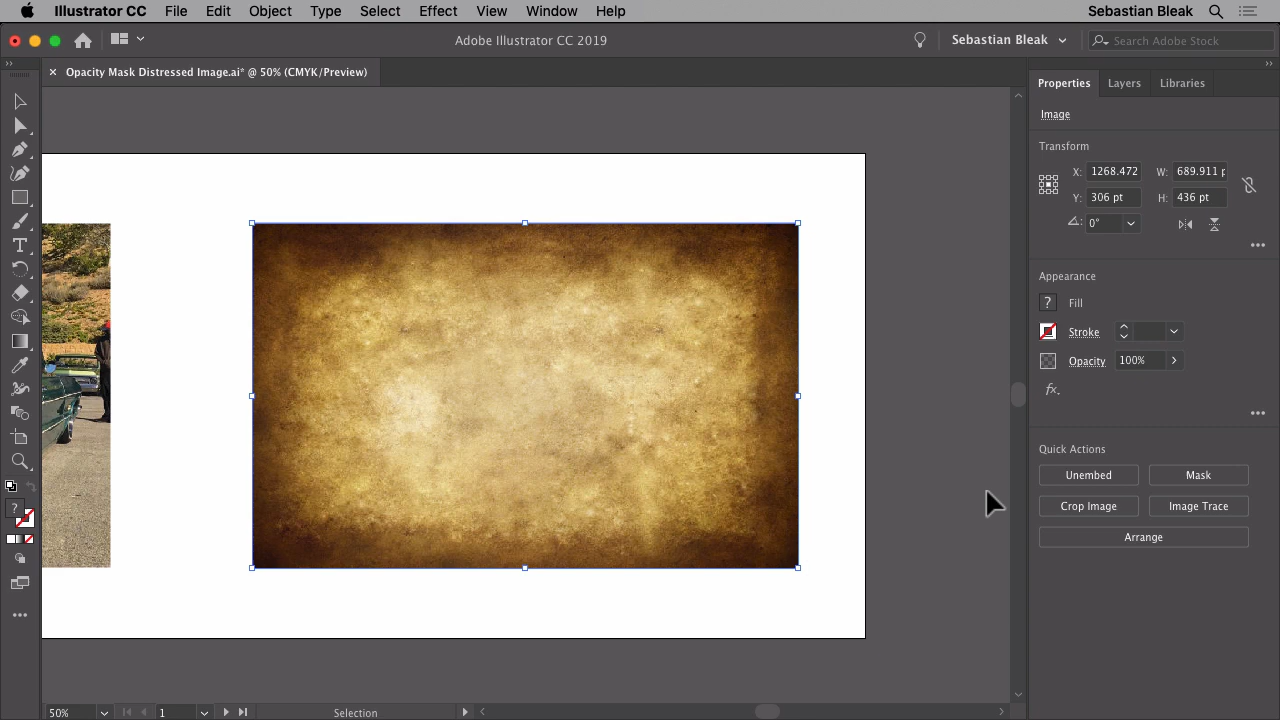 Illustrator CC File Edit Object Type Select Effect View Window Help Sebastian Bleak
Adobe Illustrator CC 2019 Sebastian Bleak Search Adobe Stock
× Opacity Mask Distressed Image.ai* @ 50% (CMYK/Preview)
Properties Layers Libraries
Image
Transform
X: 1268.472 W: 689.911 p
Y: 306 pt H: 436 pt
0°
Appearance
? Fill
Stroke
Opacity 100%
fx.
Quick Actions
Unembed Mask
Crop Image Image Trace
Arrange
?
50% 1 Selection